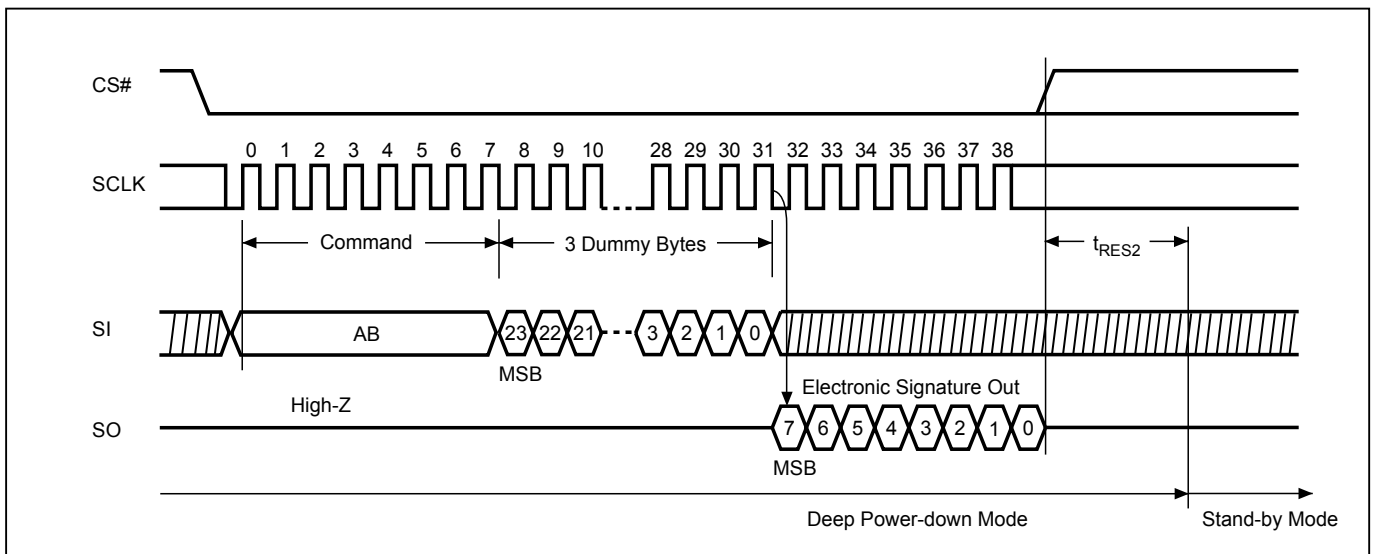 CS#
0 1 2 3 4 5 6 7 8 9 10 28 29 30 31 32 33 34 35 36 37 38
SCLK
Command
3 Dummy Bytes
tRES2
SI
AB
23 22 21 3 2 1 0
MSB
Electronic Signature Out
High-Z
SO
7 6 5 4 3 2 1 0
MSB
Deep Power-down Mode
Stand-by Mode